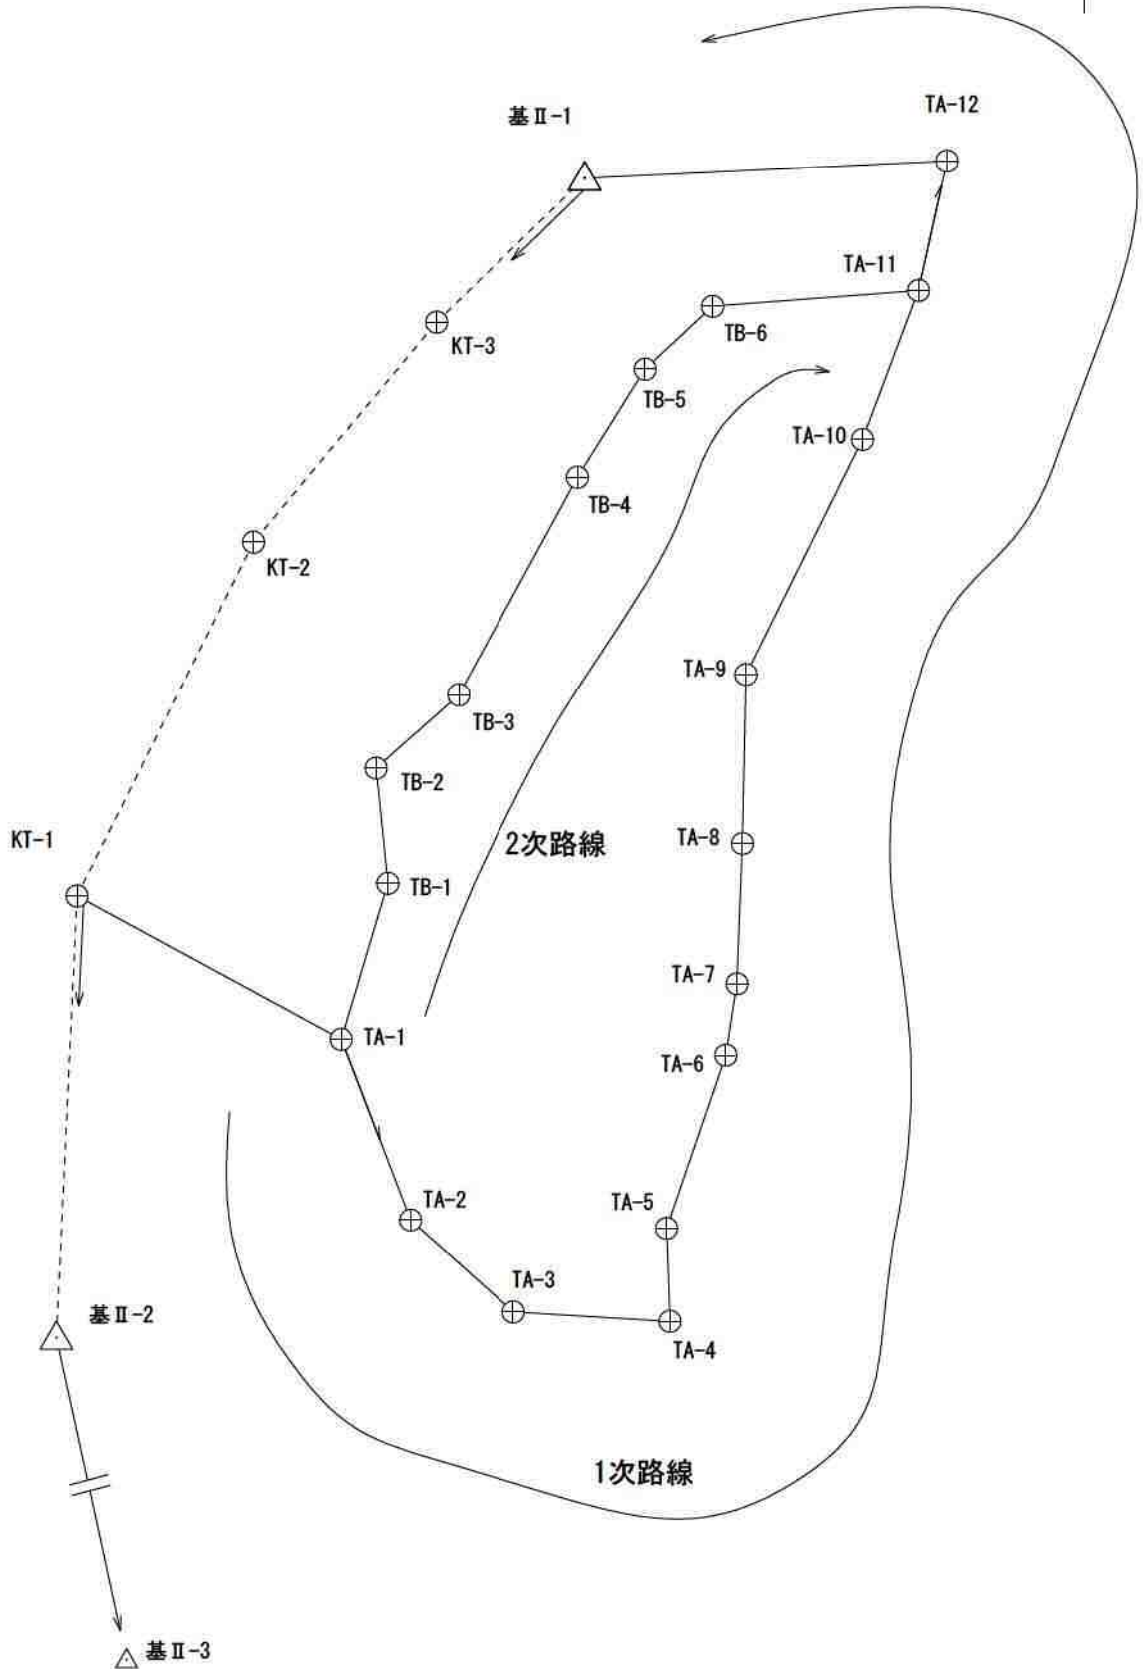 TA-12
基Ⅱ-1
TA-11
KT-3
TB-6
TB-5
TA-10
TB-4
KT-2
TA-9
TB-3
TB-2
KT-1
TA-8
2次路線
TB-1
TA-7
TA-1
TA-6
TA-2
TA-5
TA-3
基Ⅱ-2
TA-4
1次路線
基Ⅱ-3